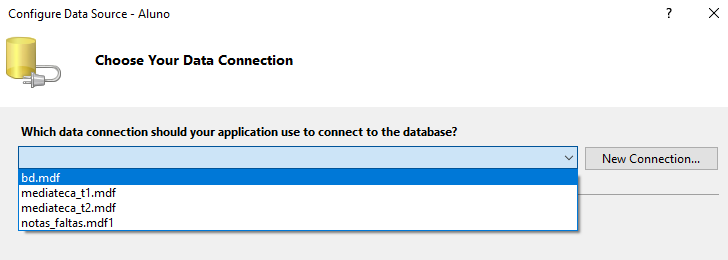 Configure Data Source - Aluno
?
Choose Your Data Connection
Which data connection should your application use to connect to the database?
New Connection...
bd.mdf
mediateca_t1.mdf
mediateca_t2.mdf
notas_faltas.mdf1